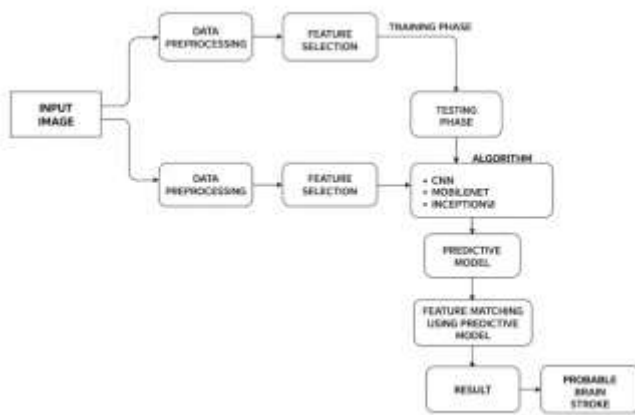 DATA
PREPROCESSING
FEATURE
SELECTION
TRAINING PHASE
INPUT
IMAGE
TESTING
PHASE
ALGORITHM
DATA
PREPROCESSING
FEATURE
SELECTION
• CNN
• MOBILENET
PREDICTIVE
MODEL
FEATURE MATCHING
USING PREDICTIVE
MODEL
RESULT
PROBABLE
BRAIN
STROKE